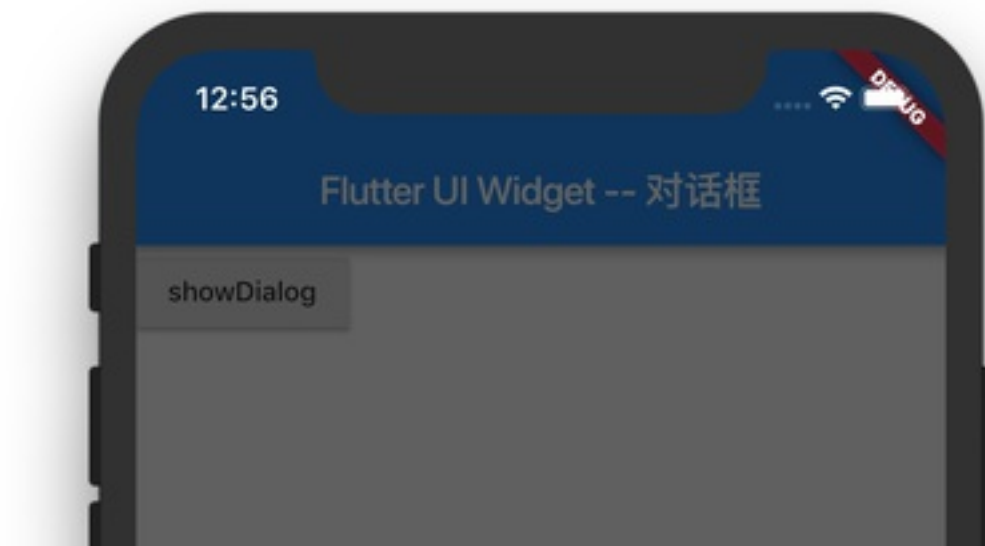 12:56
DEBUG
Flutter UI Widget -- 对话框
showDialog